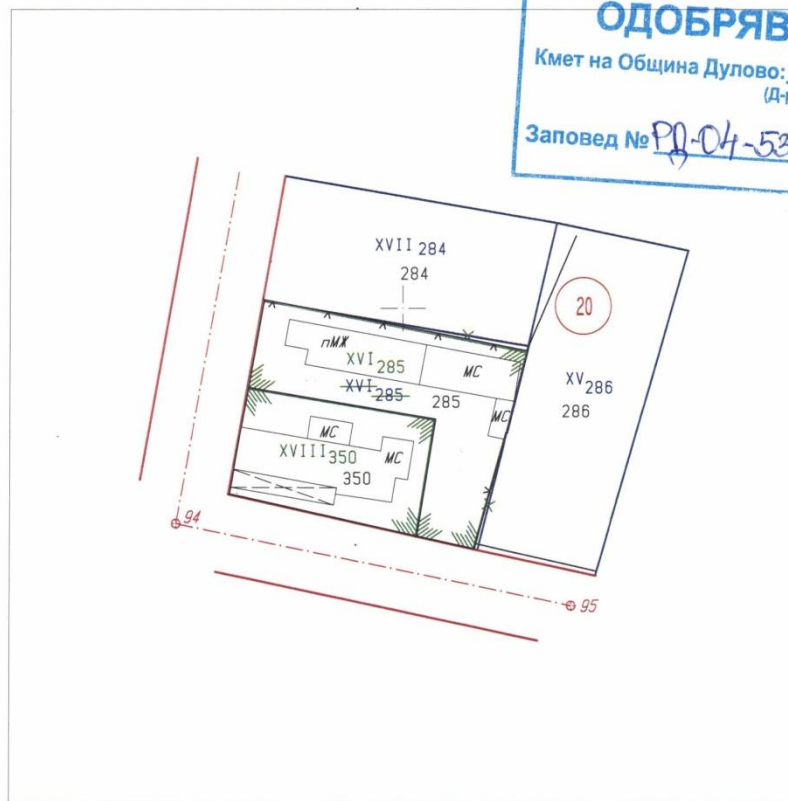 ОДОБРЯВ
Кмет на Община Дулово:
(Д-р
Заповед № РД-04-53
XVII 284
284
20
пМЖ
XVI 285
МС
XVI 285
285
XV 286
286
МС
МС
XVIII 350
МС
350
94
95